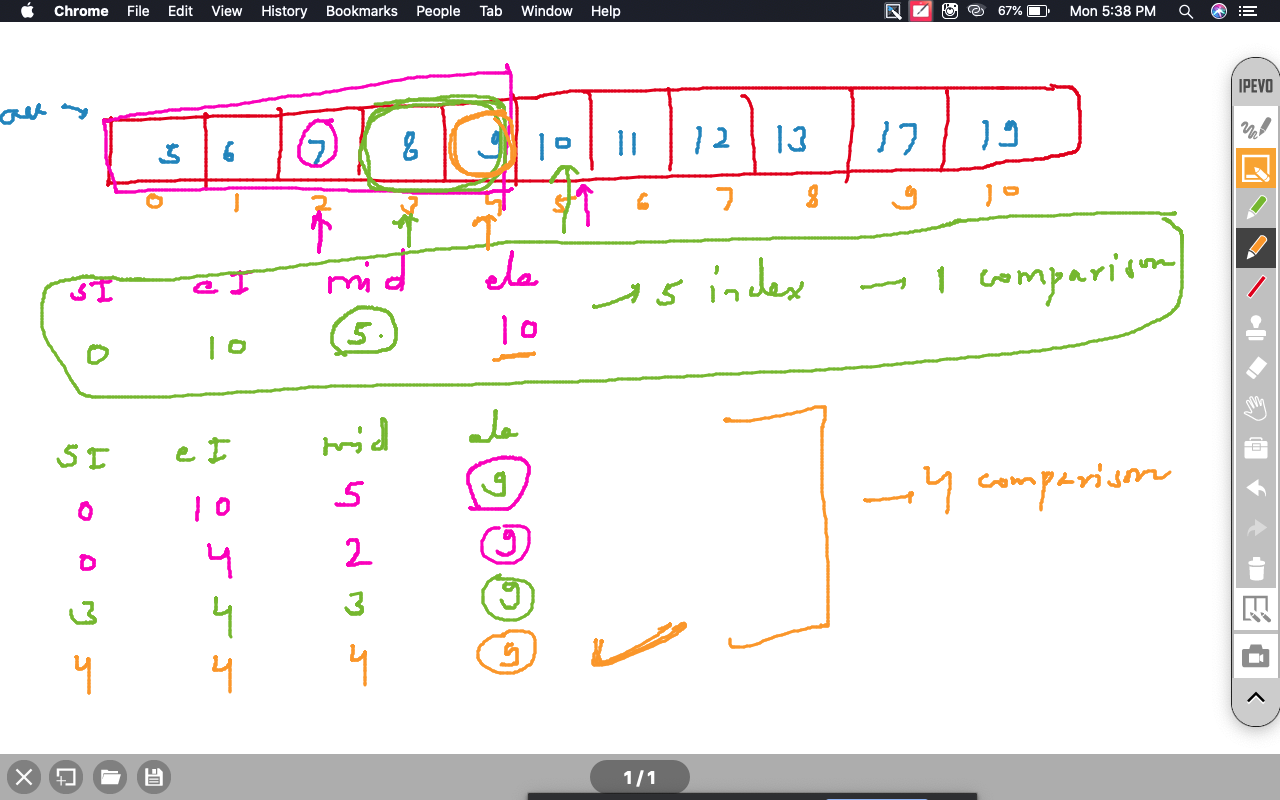 Chrome File Edit View History Bookmarks People Tab Window Help 67% Mon 5:38 PM
IPEVO
arr
5 6 7 8 9 10 11 12 13 17 19
0 1 2 3 4 5 6 7 8 9 10
SI eI mid ele → 5 index — 1 comparison
0 10 5. 10
SI eI mid ele
0 10 5 9
0 4 2 9 → 4 comparison
3 4 3 9
4 4 4 9
1/1